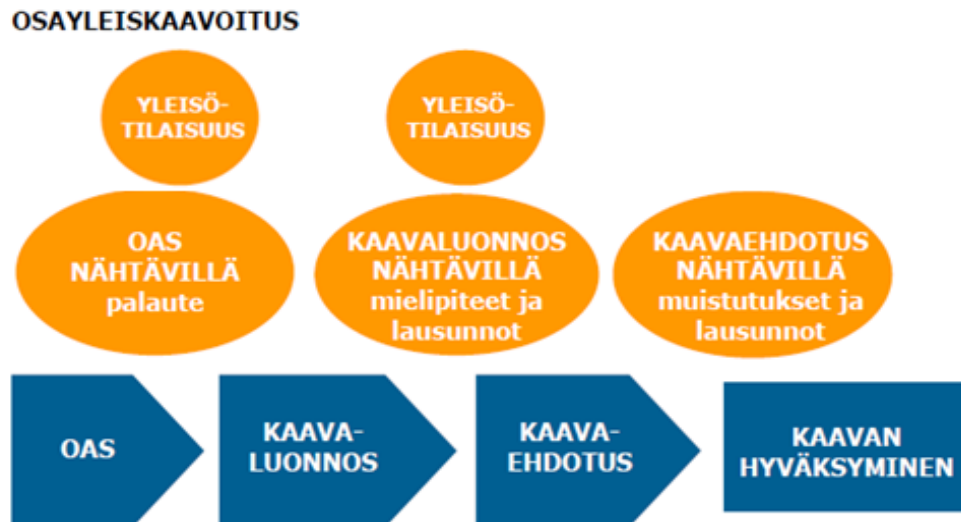 OSAYLEISKAAVOITUS
YLEISÖ-
TILAISUUS
YLEISÖ-
TILAISUUS
OAS
NÄHTÄVILLÄ
palaute
KAAVALUONNOS
NÄHTÄVILLÄ
mielipiteet ja
lausunnot
KAAVAEHDOTUS
NÄHTÄVILLÄ
muistutukset ja
lausunnot
OAS
KAAVA-
LUONNOS
KAAVA-
EHDOTUS
KAAVAN
HYVÄKSYMINEN